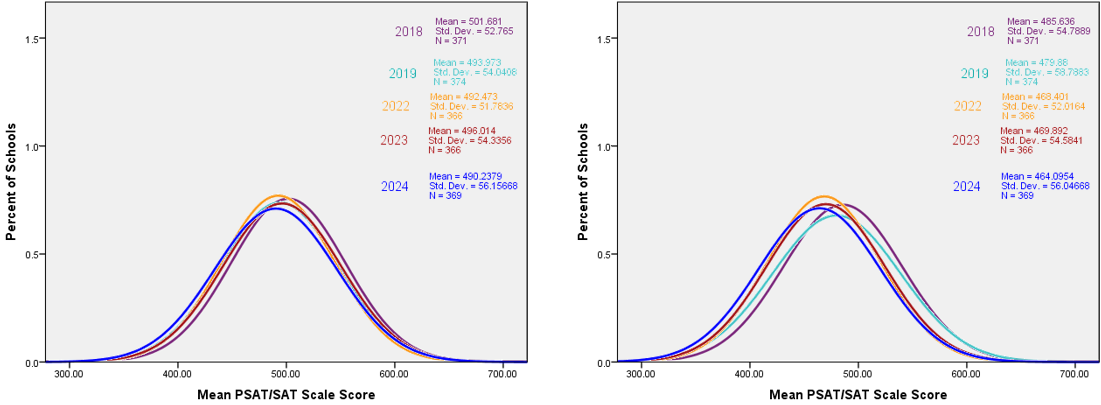 Mean = 501.681
Std. Dev. = 52.765
N = 371
2018
Mean = 493.973
Std. Dev. = 54.0406
N = 374
2019
Mean = 492.473
Std. Dev. = 51.7836
N = 366
2022
Mean = 496.014
Std. Dev. = 54.3356
N = 366
2023
Mean = 490.2379
Std. Dev. = 56.15668
N = 369
2024
1.5
1.0
0.5
0.0
Percent of Schools
300.00 400.00 500.00 600.00 700.00
Mean PSAT/SAT Scale Score
Mean = 485.636
Std. Dev. = 54.7889
N = 371
2018
Mean = 479.88
Std. Dev. = 58.7883
N = 374
2019
Mean = 468.401
Std. Dev. = 52.0164
N = 366
2022
Mean = 469.892
Std. Dev. = 54.5841
N = 366
2023
Mean = 464.0954
Std. Dev. = 56.04668
N = 369
2024
1.5
1.0
0.5
0.0
Percent of Schools
300.00 400.00 500.00 600.00 700.00
Mean PSAT/SAT Scale Score